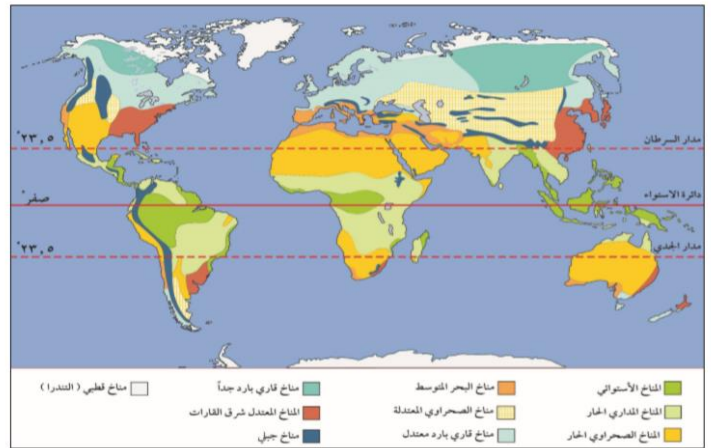 مدار السرطان
٢٣,٥°
دائرة الاستواء
صفر°
مدار الجدي
٢٣,٥°
المناخ الأستوائي
مناخ البحر المتوسط
مناخ قاري بارد جداً
مناخ قطبي (التندرا)
المناخ المداري الحار
مناخ الصحراوي المعتدلة
المناخ المعتدل شرق القارات
المناخ الصحراوي الحار
مناخ قاري بارد معتدل
مناخ جبلي